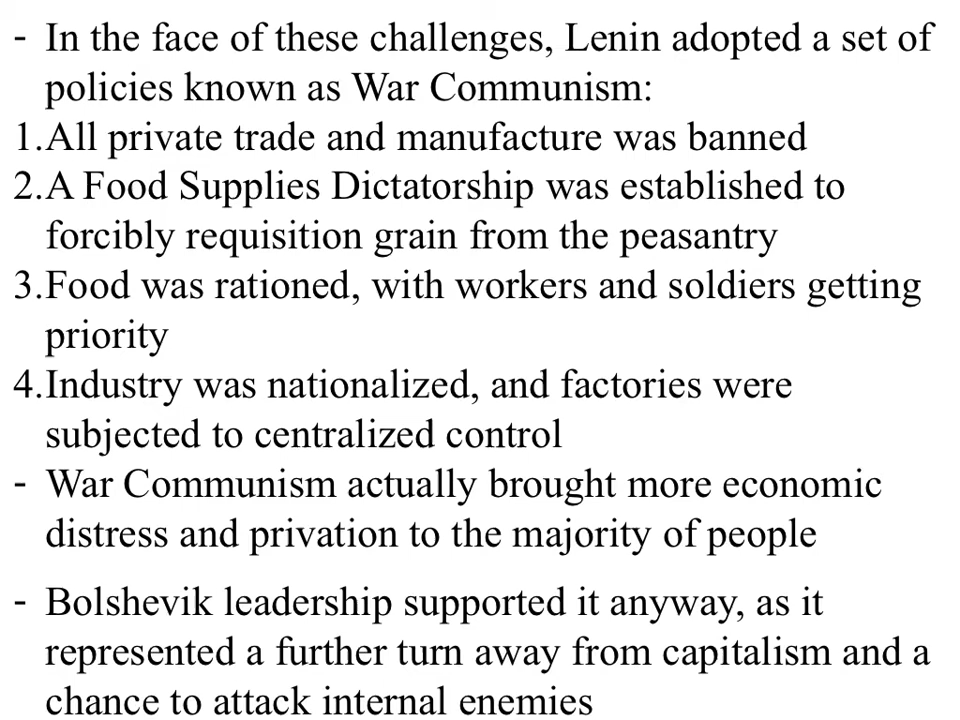 - In the face of these challenges, Lenin adopted a set of
policies known as War Communism:
1.All private trade and manufacture was banned
2.A Food Supplies Dictatorship was established to
forcibly requisition grain from the peasantry
3.Food was rationed, with workers and soldiers getting
priority
4.Industry was nationalized, and factories were
subjected to centralized control
- War Communism actually brought more economic
distress and privation to the majority of people
- Bolshevik leadership supported it anyway, as it
represented a further turn away from capitalism and a
chance to attack internal enemies